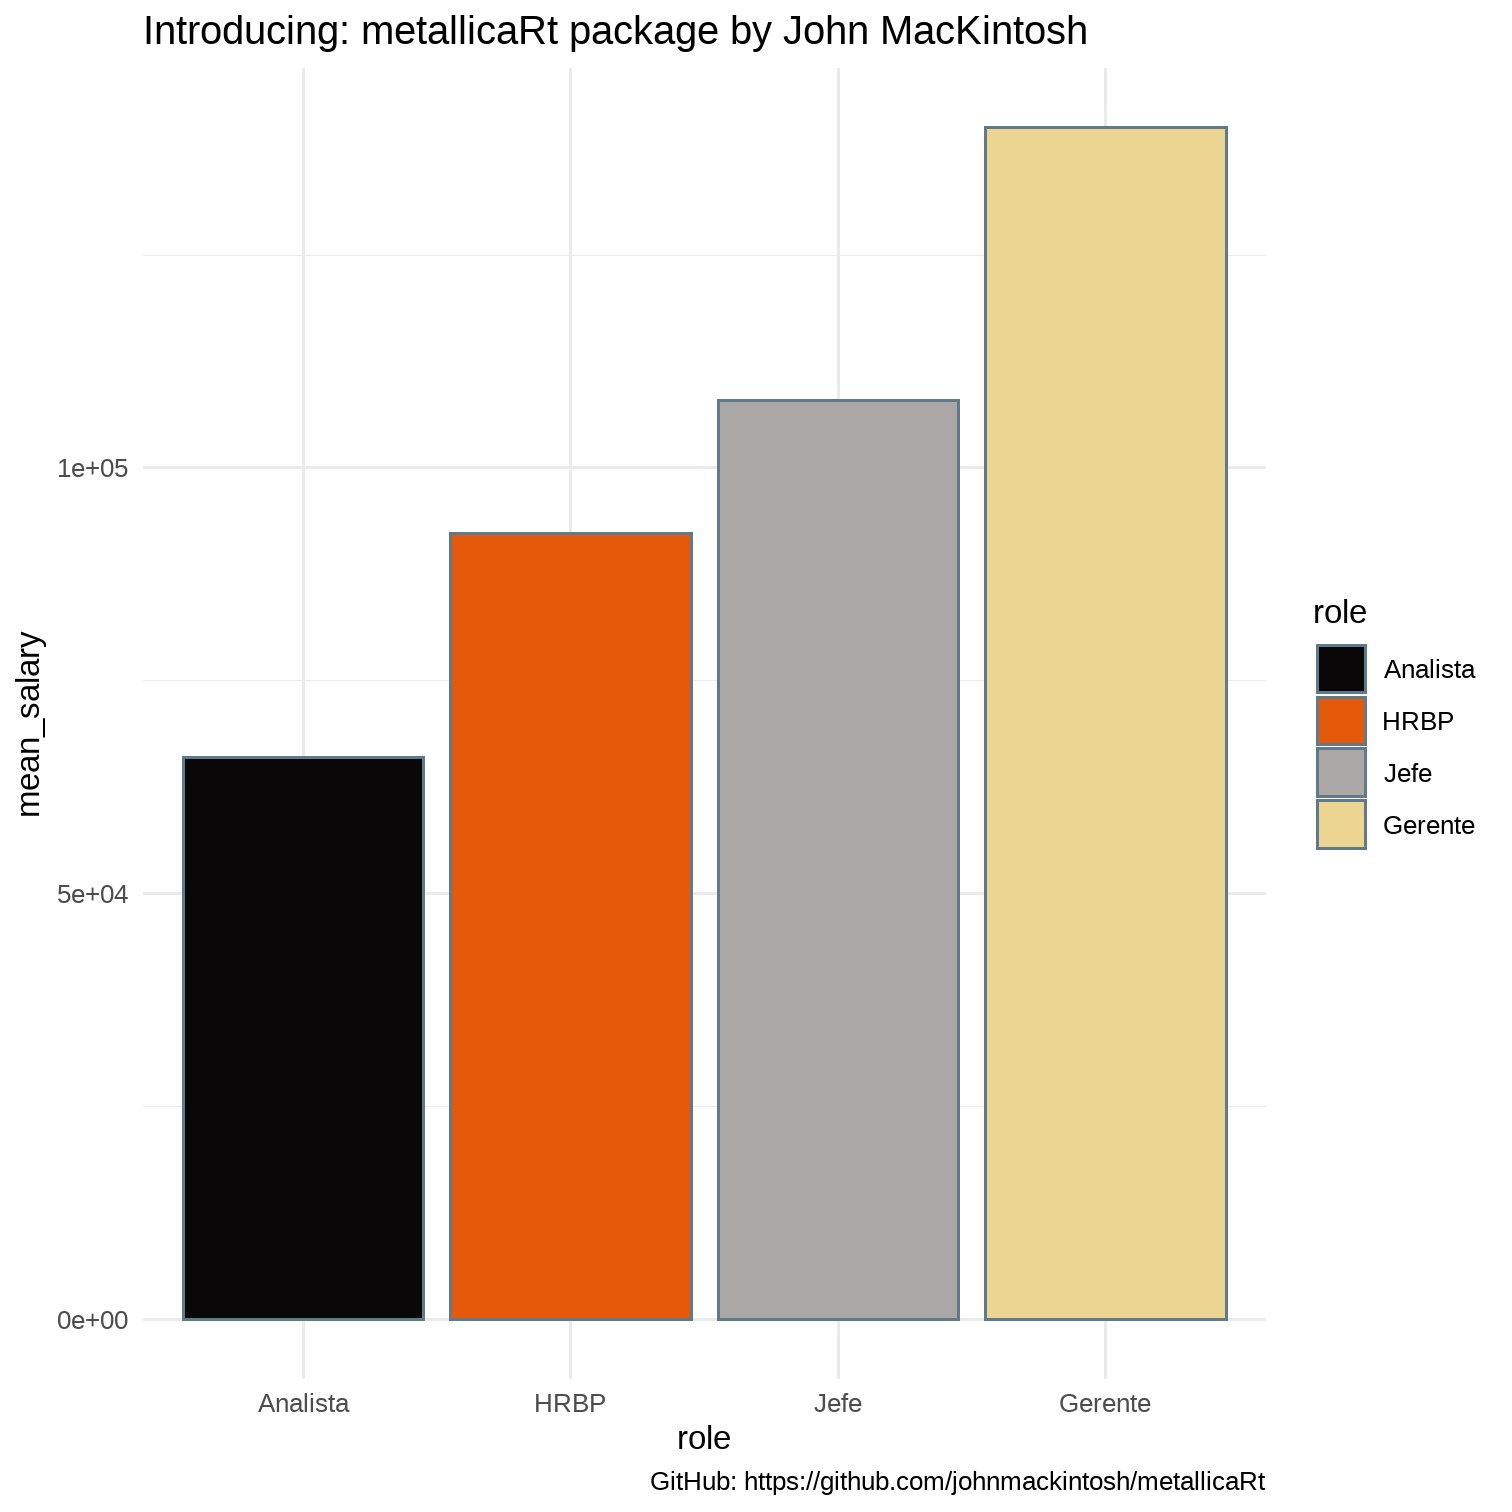 Introducing: metallicaRt package by John MacKintosh
mean_salary
1e+05
5e+04
0e+00
Analista
HRBP
Jefe
Gerente
role
role
Analista
HRBP
Jefe
Gerente
GitHub: https://github.com/johnmackintosh/metallicaRt